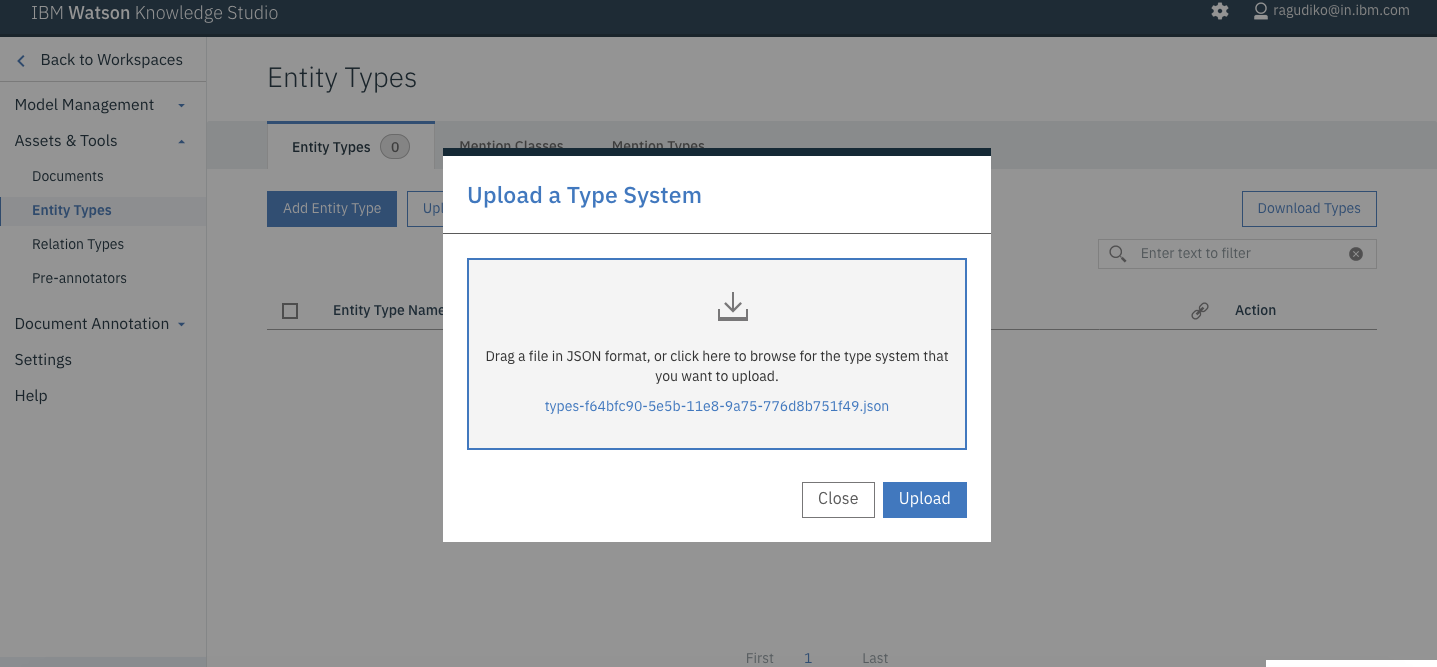 IBM Watson Knowledge Studio
ragudiko@in.ibm.com
Back to Workspaces
Model Management
Assets & Tools
Documents
Entity Types
Relation Types
Pre-annotators
Document Annotation
Settings
Help
Entity Types
Entity Types 0
Mention Classes
Mention Types
Add Entity Type
Upl
Download Types
Enter text to filter
Entity Type Name
Action
Upload a Type System
Drag a file in JSON format, or click here to browse for the type system that
you want to upload.
types-f64bfc90-5e5b-11e8-9a75-776d8b751f49.json
Close
Upload
First 1 Last